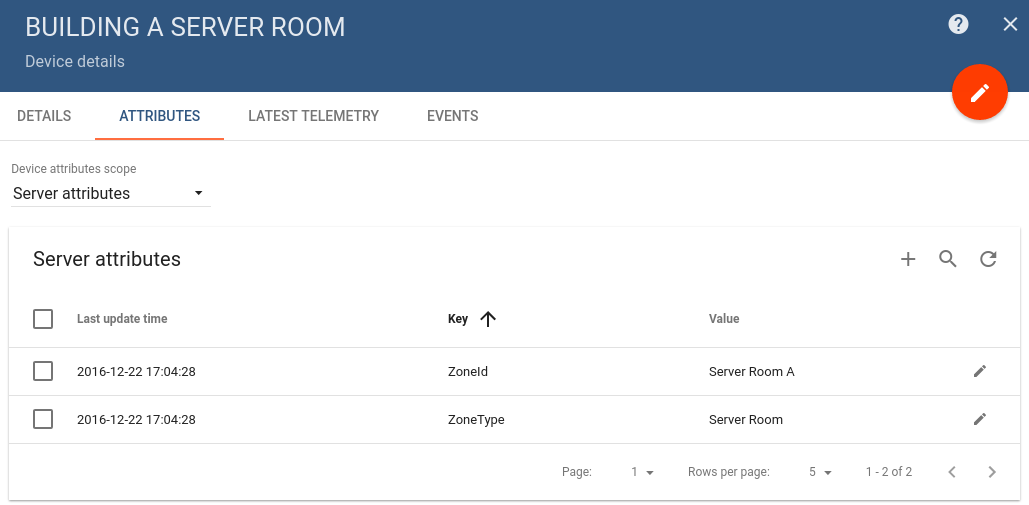 BUILDING A SERVER ROOM
Device details
DETAILS ATTRIBUTES LATEST TELEMETRY EVENTS
Device attributes scope
Server attributes
Server attributes
Last update time Key Value
2016-12-22 17:04:28 ZoneId Server Room A
2016-12-22 17:04:28 ZoneType Server Room
Page: 1 Rows per page: 5 1 - 2 of 2